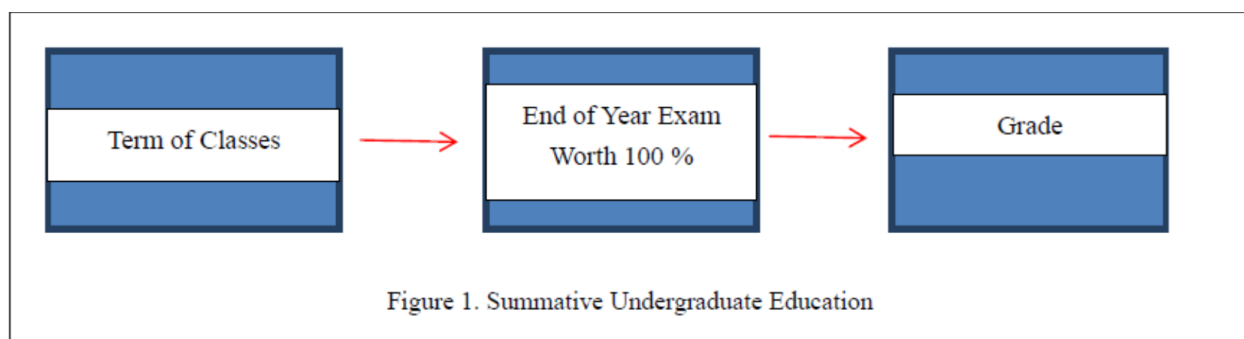 Term of Classes
End of Year Exam
Worth 100 %
Grade
Figure 1. Summative Undergraduate Education